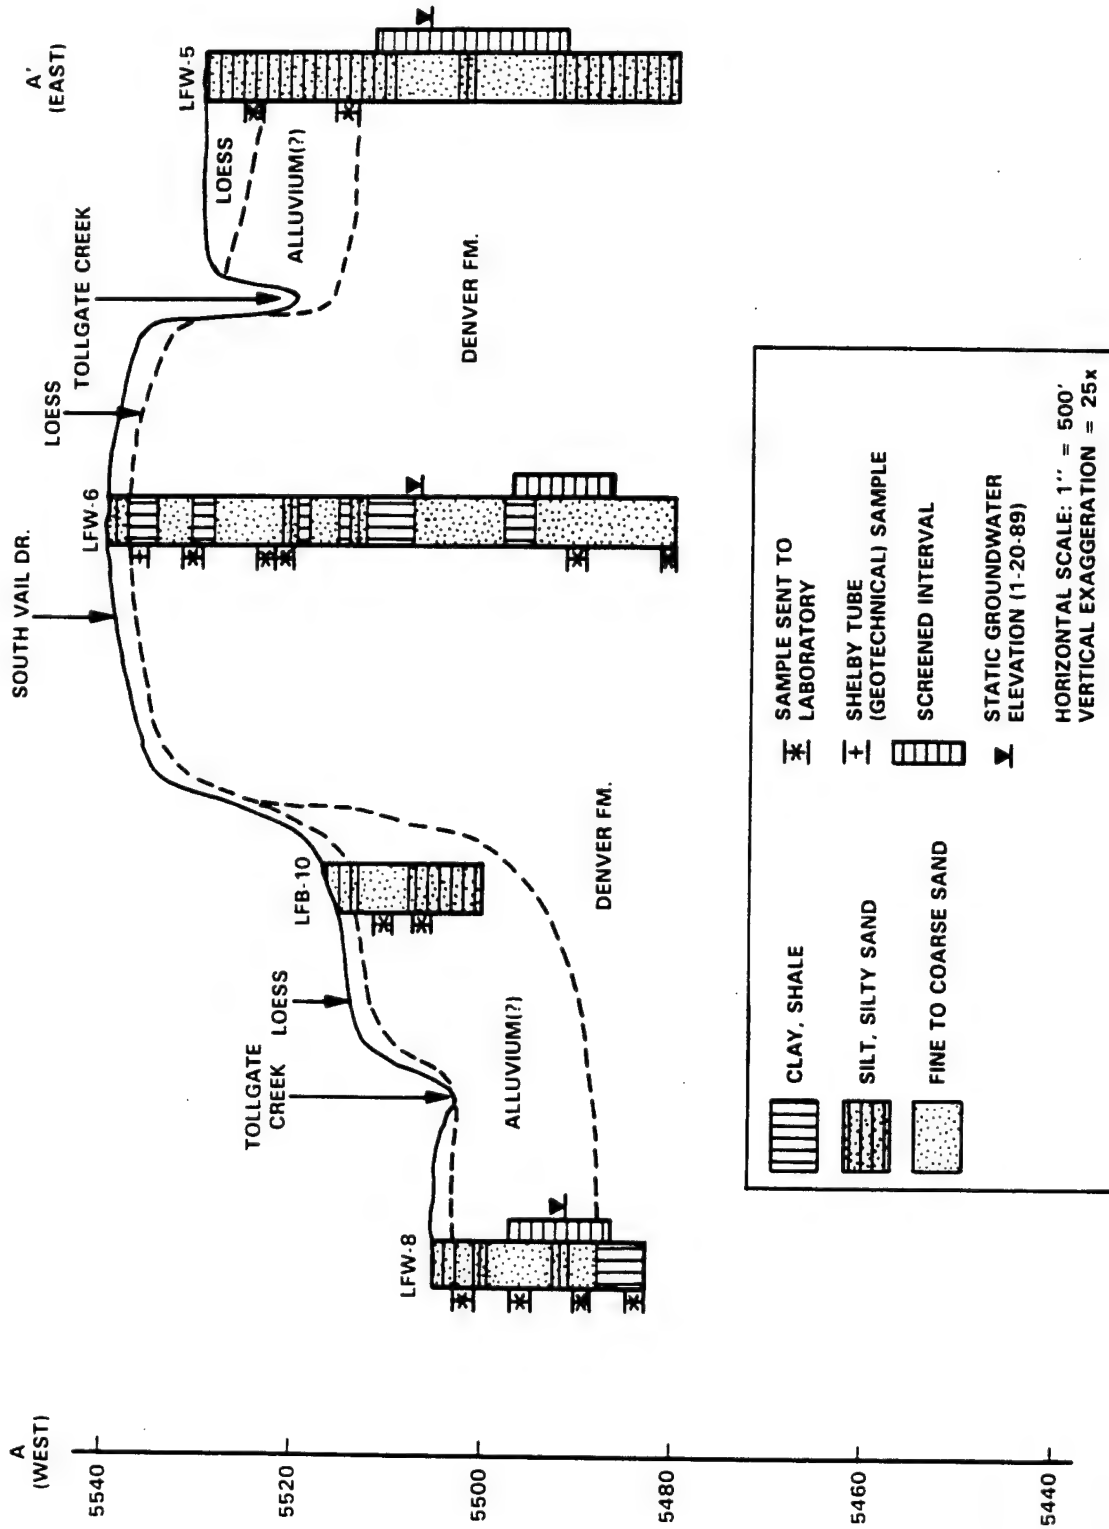 A
(WEST)
A'
(EAST)
5540
5520
5500
5480
5460
5440
LFW-8
TOLLGATE
CREEK
LOESS
LFB-10
SOUTH VAIL DR.
LFW-6
LOESS
TOLLGATE CREEK
LFW-5
LOESS
ALLUVIUM(?)
ALLUVIUM(?)
DENVER FM.
DENVER FM.
CLAY, SHALE
SILT, SILTY SAND
FINE TO COARSE SAND
SAMPLE SENT TO
LABORATORY
SHELBY TUBE
(GEOTECHNICAL) SAMPLE
SCREENED INTERVAL
STATIC GROUNDWATER
ELEVATION (1-20-89)
HORIZONTAL SCALE: 1" = 500'
VERTICAL EXAGGERATION = 25x